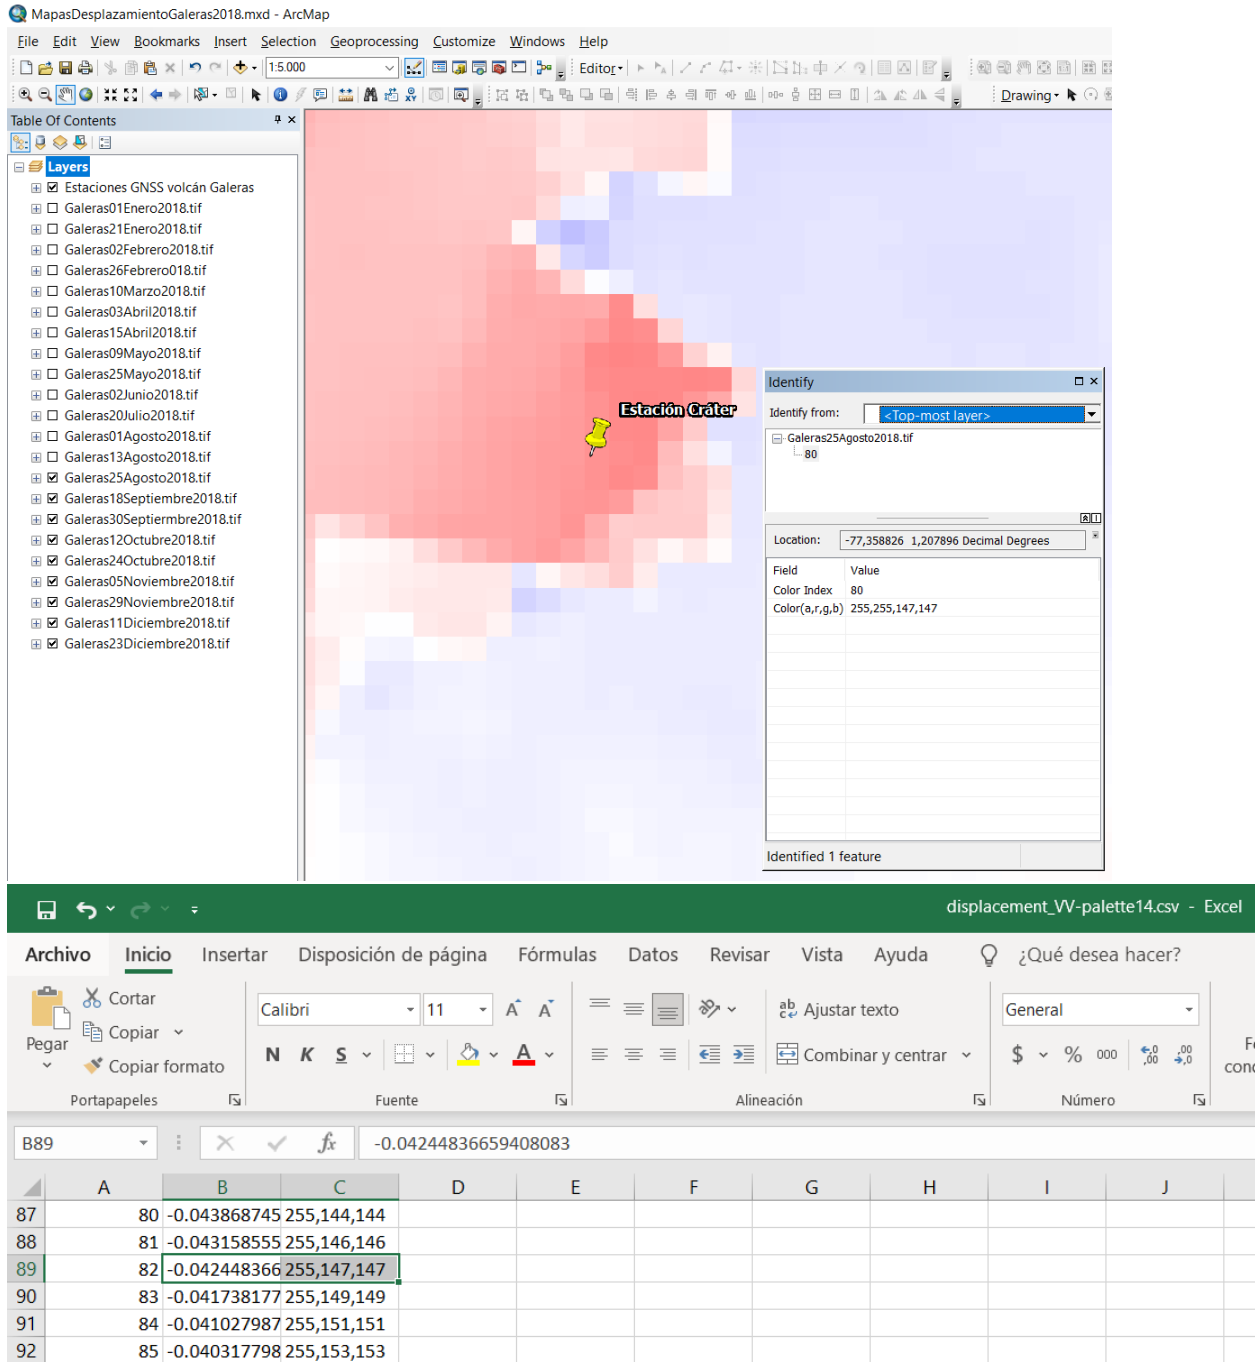 MapasDesplazamientoGaleras2018.mxd - ArcMap
File Edit View Bookmarks Insert Selection Geoprocessing Customize Windows Help
1:5.000
Editor
Drawing
Table Of Contents
Layers
Estaciones GNSS volcán Galeras
Galeras01Enero2018.tif
Galeras21Enero2018.tif
Galeras02Febrero2018.tif
Galeras26Febrero018.tif
Galeras10Marzo2018.tif
Galeras03Abril2018.tif
Galeras15Abril2018.tif
Galeras09Mayo2018.tif
Galeras25Mayo2018.tif
Galeras02Junio2018.tif
Galeras20Julio2018.tif
Galeras01Agosto2018.tif
Galeras13Agosto2018.tif
Galeras25Agosto2018.tif
Galeras18Septiembre2018.tif
Galeras30Septiermbre2018.tif
Galeras12Octubre2018.tif
Galeras24Octubre2018.tif
Galeras05Noviembre2018.tif
Galeras29Noviembre2018.tif
Galeras11Diciembre2018.tif
Galeras23Diciembre2018.tif
Estación Cráter
Identify
Identify from: <Top-most layer>
Galeras25Agosto2018.tif
80
Location: -77,358826 1,207896 Decimal Degrees
Field Value
Color Index 80
Color(a,r,g,b) 255,255,147,147
Identified 1 feature
displacement_VV-palette14.csv - Excel
Archivo Inicio Insertar Disposición de página Fórmulas Datos Revisar Vista Ayuda ¿Qué desea hacer?
Pegar
Cortar
Copiar
Copiar formato
Calibri 11
N K S
Ajustar texto
Combinar y centrar
General
$ % 000
Portapapeles Fuente Alineación Número
B89 fx -0.04244836659408083
A B C D E F G H I J
87 80 -0.043868745 255,144,144
88 81 -0.043158555 255,146,146
89 82 -0.042448366 255,147,147
90 83 -0.041738177 255,149,149
91 84 -0.041027987 255,151,151
92 85 -0.040317798 255,153,153